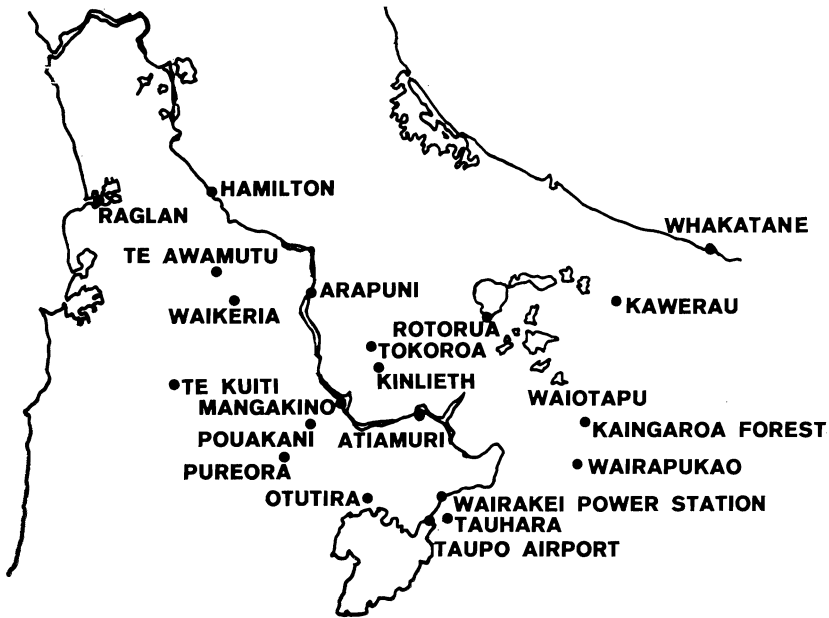 HAMILTON
RAGLAN
WHAKATANE
TE AWAMUTU
ARAPUNI
KAWERAU
WAIKERIA
ROTORUA
TOKOROA
KINLIETH
TE KUITI
WAIOTAPU
MANGAKINO
KAINGAROA FOREST
POUAKANI
ATIAMURI
PUREORA
WAIRAPUKAO
OTUTIRA
WAIRAKEI POWER STATION
TAUHARA
TAUPO AIRPORT